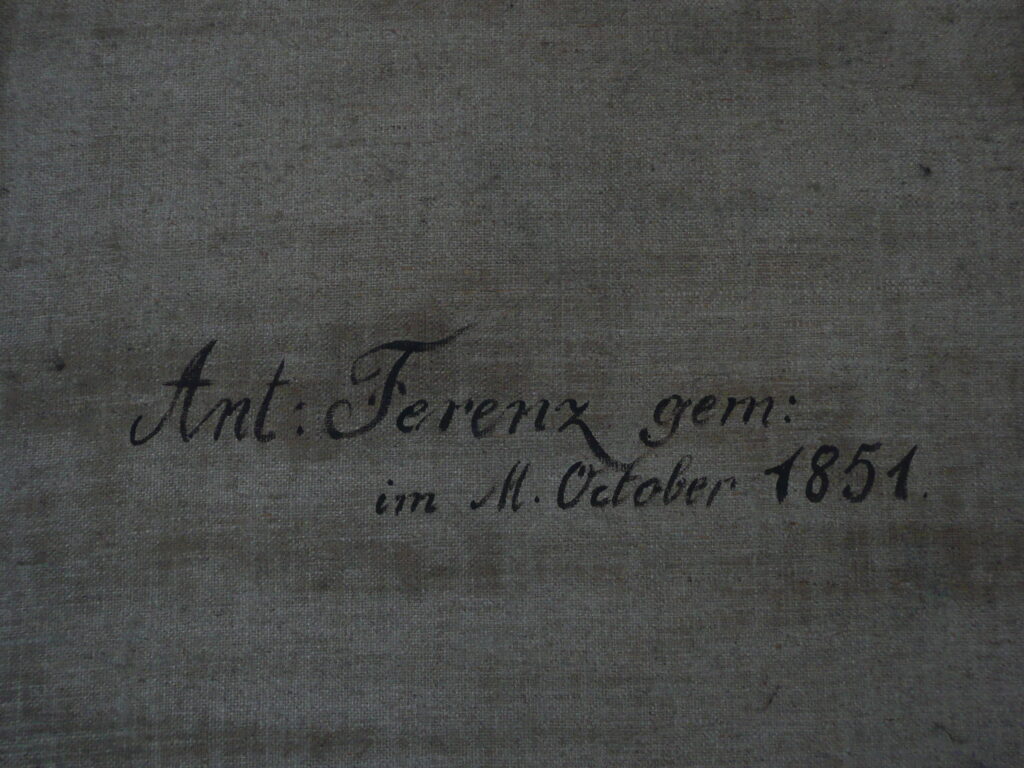 Ant: Ferenz gem:
im M. October 1851.